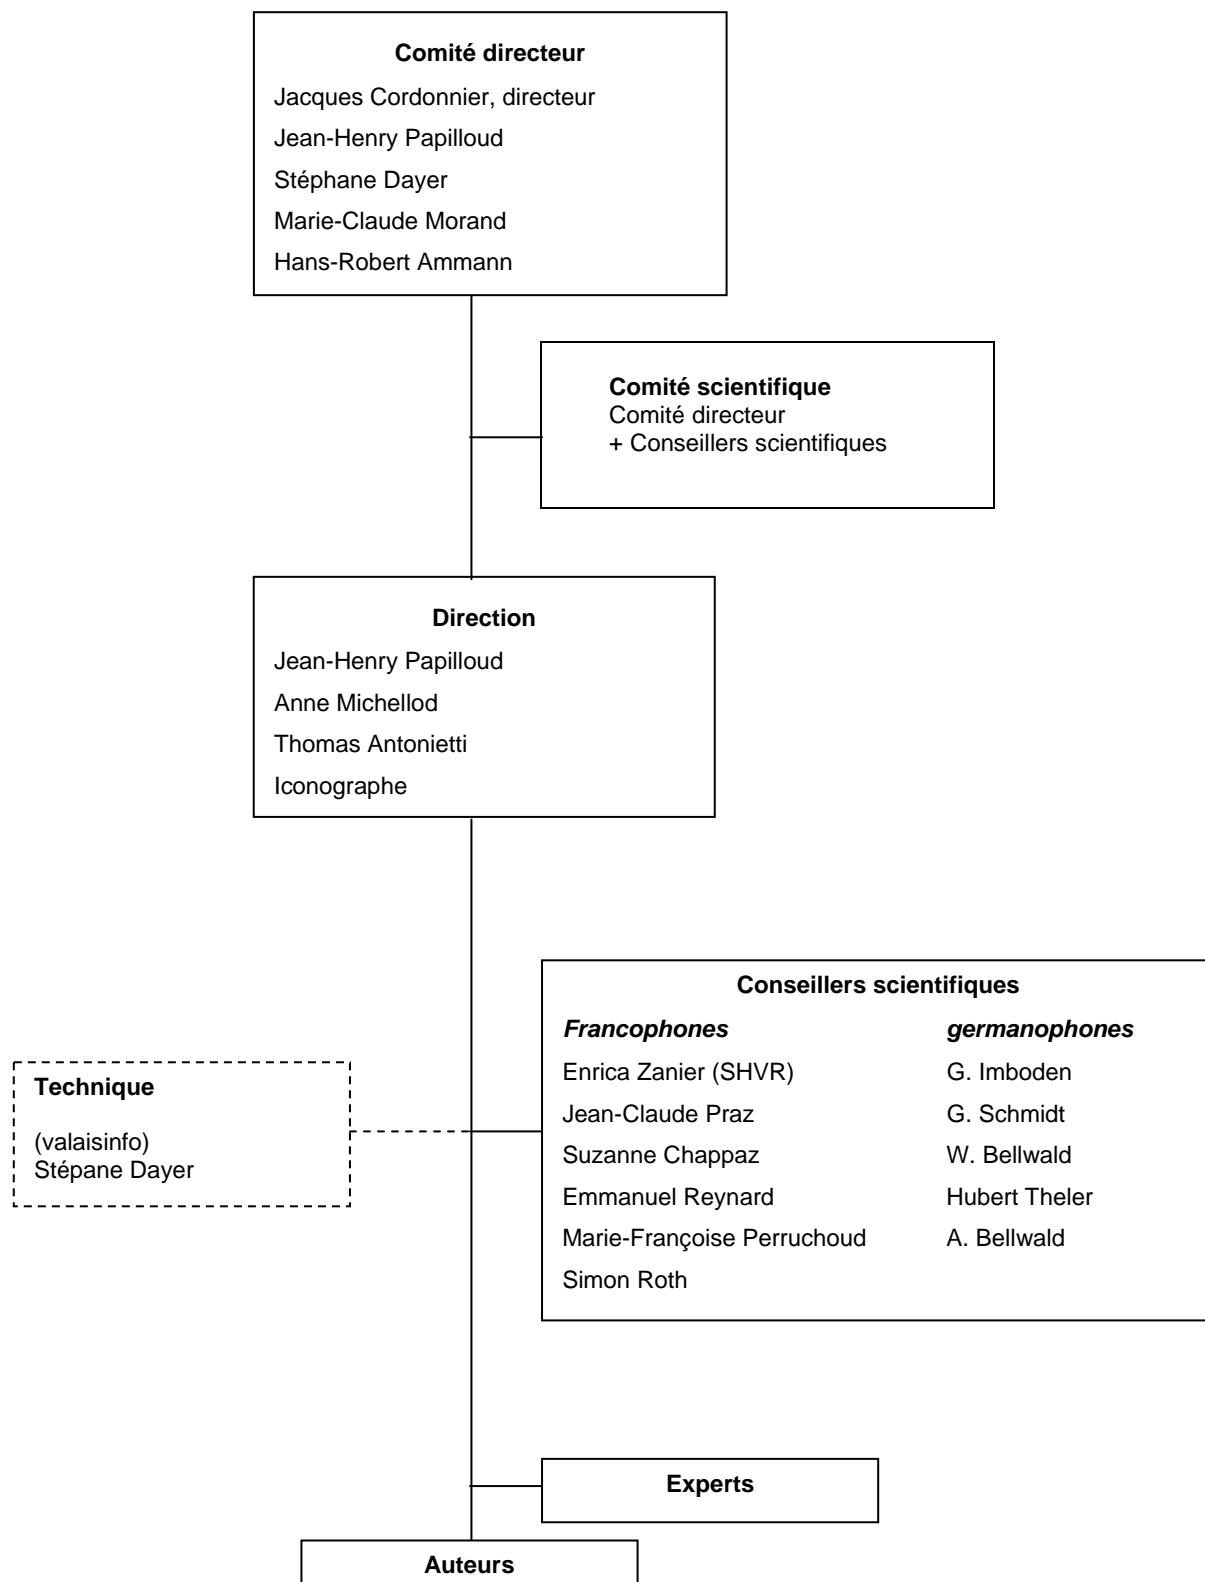 Comité directeur
Jacques Cordonnier, directeur
Jean-Henry Papilloud
Stéphane Dayer
Marie-Claude Morand
Hans-Robert Ammann
Comité scientifique
Comité directeur
+ Conseillers scientifiques
Direction
Jean-Henry Papilloud
Anne Michellod
Thomas Antonietti
Iconographe
Technique
(valaisinfo)
Stépane Dayer
Conseillers scientifiques
Francophones
Enrica Zanier (SHVR)
Jean-Claude Praz
Suzanne Chappaz
Emmanuel Reynard
Marie-Françoise Perruchoud
Simon Roth
germanophones
G. Imboden
G. Schmidt
W. Bellwald
Hubert Theler
A. Bellwald
Experts
Auteurs